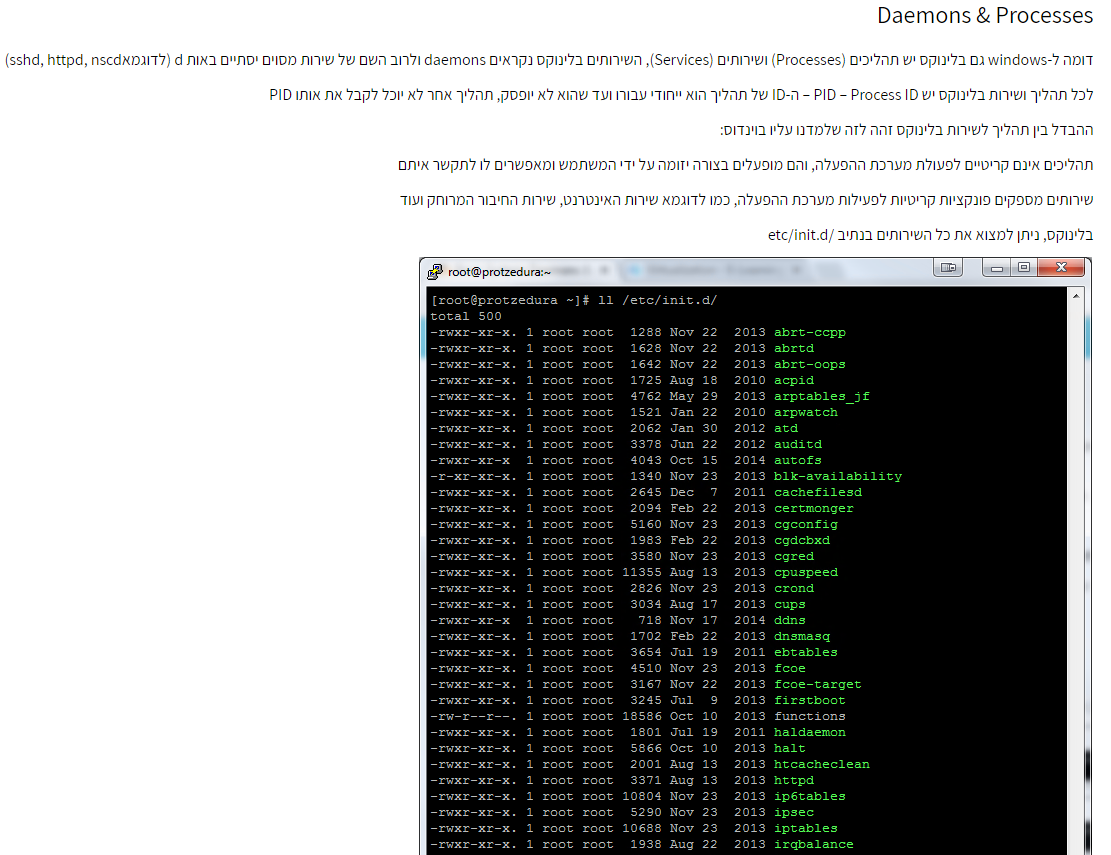 Daemons & Processes
דומה ל-windows גם בלינוקס יש תהליכים (Processes) ושירותים (Services), השירותים בלינוקס נקראים daemons ולרוב השם של שירות מסוים יסתיים באות d (לדוגמאsshd, httpd, nscd)
לכל תהליך ושירות בלינוקס יש PID – Process ID – ה-ID של תהליך הוא ייחודי עבורו ועד שהוא לא יופסק, תהליך אחר לא יוכל לקבל את אותו PID
ההבדל בין תהליך לשירות בלינוקס זהה לזה שלמדנו עליו בוינדוס:
תהליכים אינם קריטיים לפעולת מערכת ההפעלה, והם מופעלים בצורה יזומה על ידי המשתמש ומאפשרים לו לתקשר איתם
שירותים מספקים פונקציות קריטיות לפעילות מערכת ההפעלה, כמו לדוגמא שירות האינטרנט, שירות החיבור המרוחק ועוד
בלינוקס, ניתן למצוא את כל השירותים בנתיב /etc/init.d
root@protzedura:~
[root@protzedura ~]# ll /etc/init.d/
total 500
-rwxr-xr-x. 1 root root 1288 Nov 22 2013 abrt-ccpp
-rwxr-xr-x. 1 root root 1628 Nov 22 2013 abrtd
-rwxr-xr-x. 1 root root 1642 Nov 22 2013 abrt-oops
-rwxr-xr-x. 1 root root 1725 Aug 18 2010 acpid
-rwxr-xr-x. 1 root root 4762 May 29 2013 arptables_jf
-rwxr-xr-x. 1 root root 1521 Jan 22 2010 arpwatch
-rwxr-xr-x. 1 root root 2062 Jan 30 2012 atd
-rwxr-xr-x. 1 root root 3378 Jun 22 2012 auditd
-rwxr-xr-x 1 root root 4043 Oct 15 2014 autofs
-r-xr-xr-x. 1 root root 1340 Nov 23 2013 blk-availability
-rwxr-xr-x. 1 root root 2645 Dec 7 2011 cachefilesd
-rwxr-xr-x. 1 root root 2094 Feb 22 2013 certmonger
-rwxr-xr-x. 1 root root 5160 Nov 23 2013 cgconfig
-rwxr-xr-x. 1 root root 1983 Feb 22 2013 cgdcbxd
-rwxr-xr-x. 1 root root 3580 Nov 23 2013 cgred
-rwxr-xr-x. 1 root root 11355 Aug 13 2013 cpuspeed
-rwxr-xr-x. 1 root root 2826 Nov 23 2013 crond
-rwxr-xr-x. 1 root root 3034 Aug 17 2013 cups
-rwxr-xr-x 1 root root 718 Nov 17 2014 ddns
-rwxr-xr-x. 1 root root 1702 Feb 22 2013 dnsmasq
-rwxr-xr-x. 1 root root 3654 Jul 19 2011 ebtables
-rwxr-xr-x. 1 root root 4510 Nov 23 2013 fcoe
-rwxr-xr-x. 1 root root 3167 Nov 22 2013 fcoe-target
-rwxr-xr-x. 1 root root 3245 Jul 9 2013 firstboot
-rw-r--r--. 1 root root 18586 Oct 10 2013 functions
-rwxr-xr-x. 1 root root 1801 Jul 19 2011 haldaemon
-rwxr-xr-x. 1 root root 5866 Oct 10 2013 halt
-rwxr-xr-x. 1 root root 2001 Aug 13 2013 htcacheclean
-rwxr-xr-x. 1 root root 3371 Aug 13 2013 httpd
-rwxr-xr-x. 1 root root 10804 Nov 23 2013 ip6tables
-rwxr-xr-x. 1 root root 5290 Nov 23 2013 ipsec
-rwxr-xr-x. 1 root root 10688 Nov 23 2013 iptables
-rwxr-xr-x. 1 root root 1938 Aug 22 2013 irqbalance